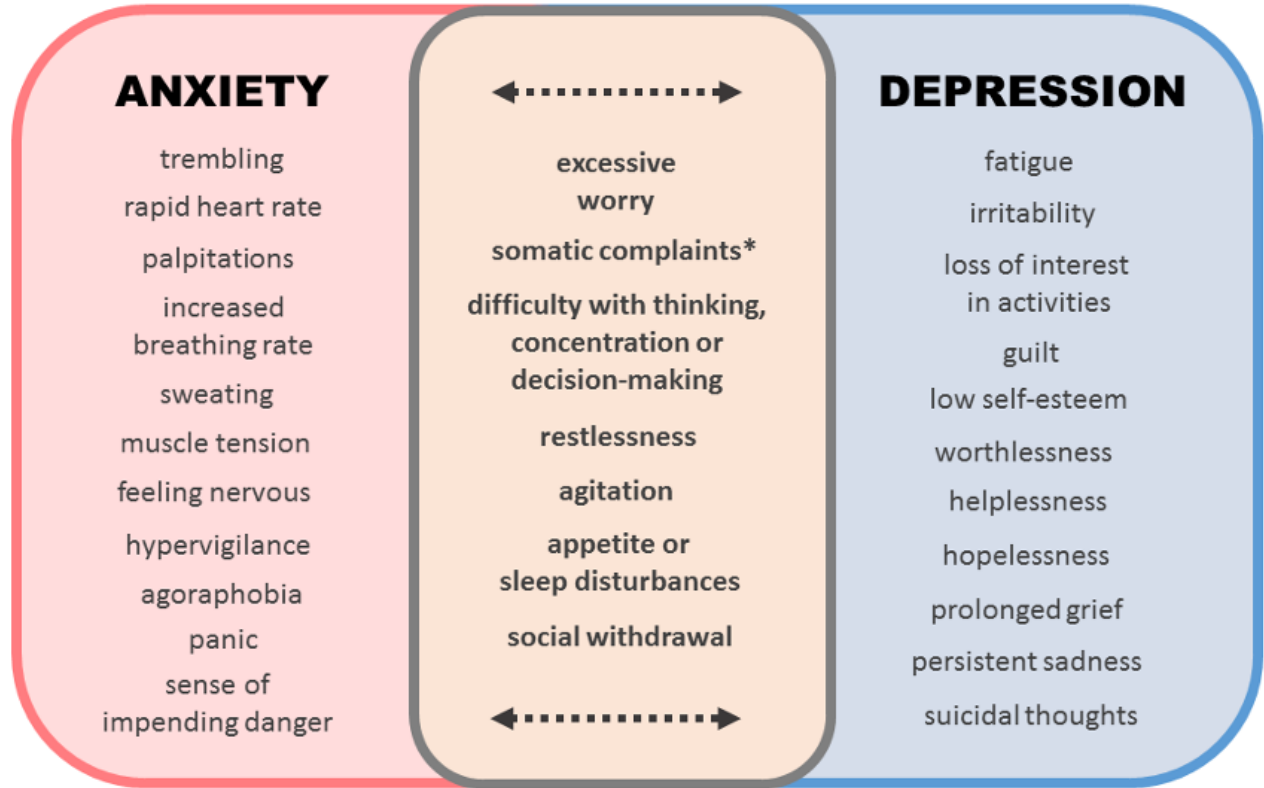 ANXIETY
trembling
rapid heart rate
palpitations
increased
breathing rate
sweating
muscle tension
feeling nervous
hypervigilance
agoraphobia
panic
sense of
impending danger
excessive
worry
somatic complaints*
difficulty with thinking,
concentration or
decision-making
restlessness
agitation
appetite or
sleep disturbances
social withdrawal
DEPRESSION
fatigue
irritability
loss of interest
in activities
guilt
low self-esteem
worthlessness
helplessness
hopelessness
prolonged grief
persistent sadness
suicidal thoughts